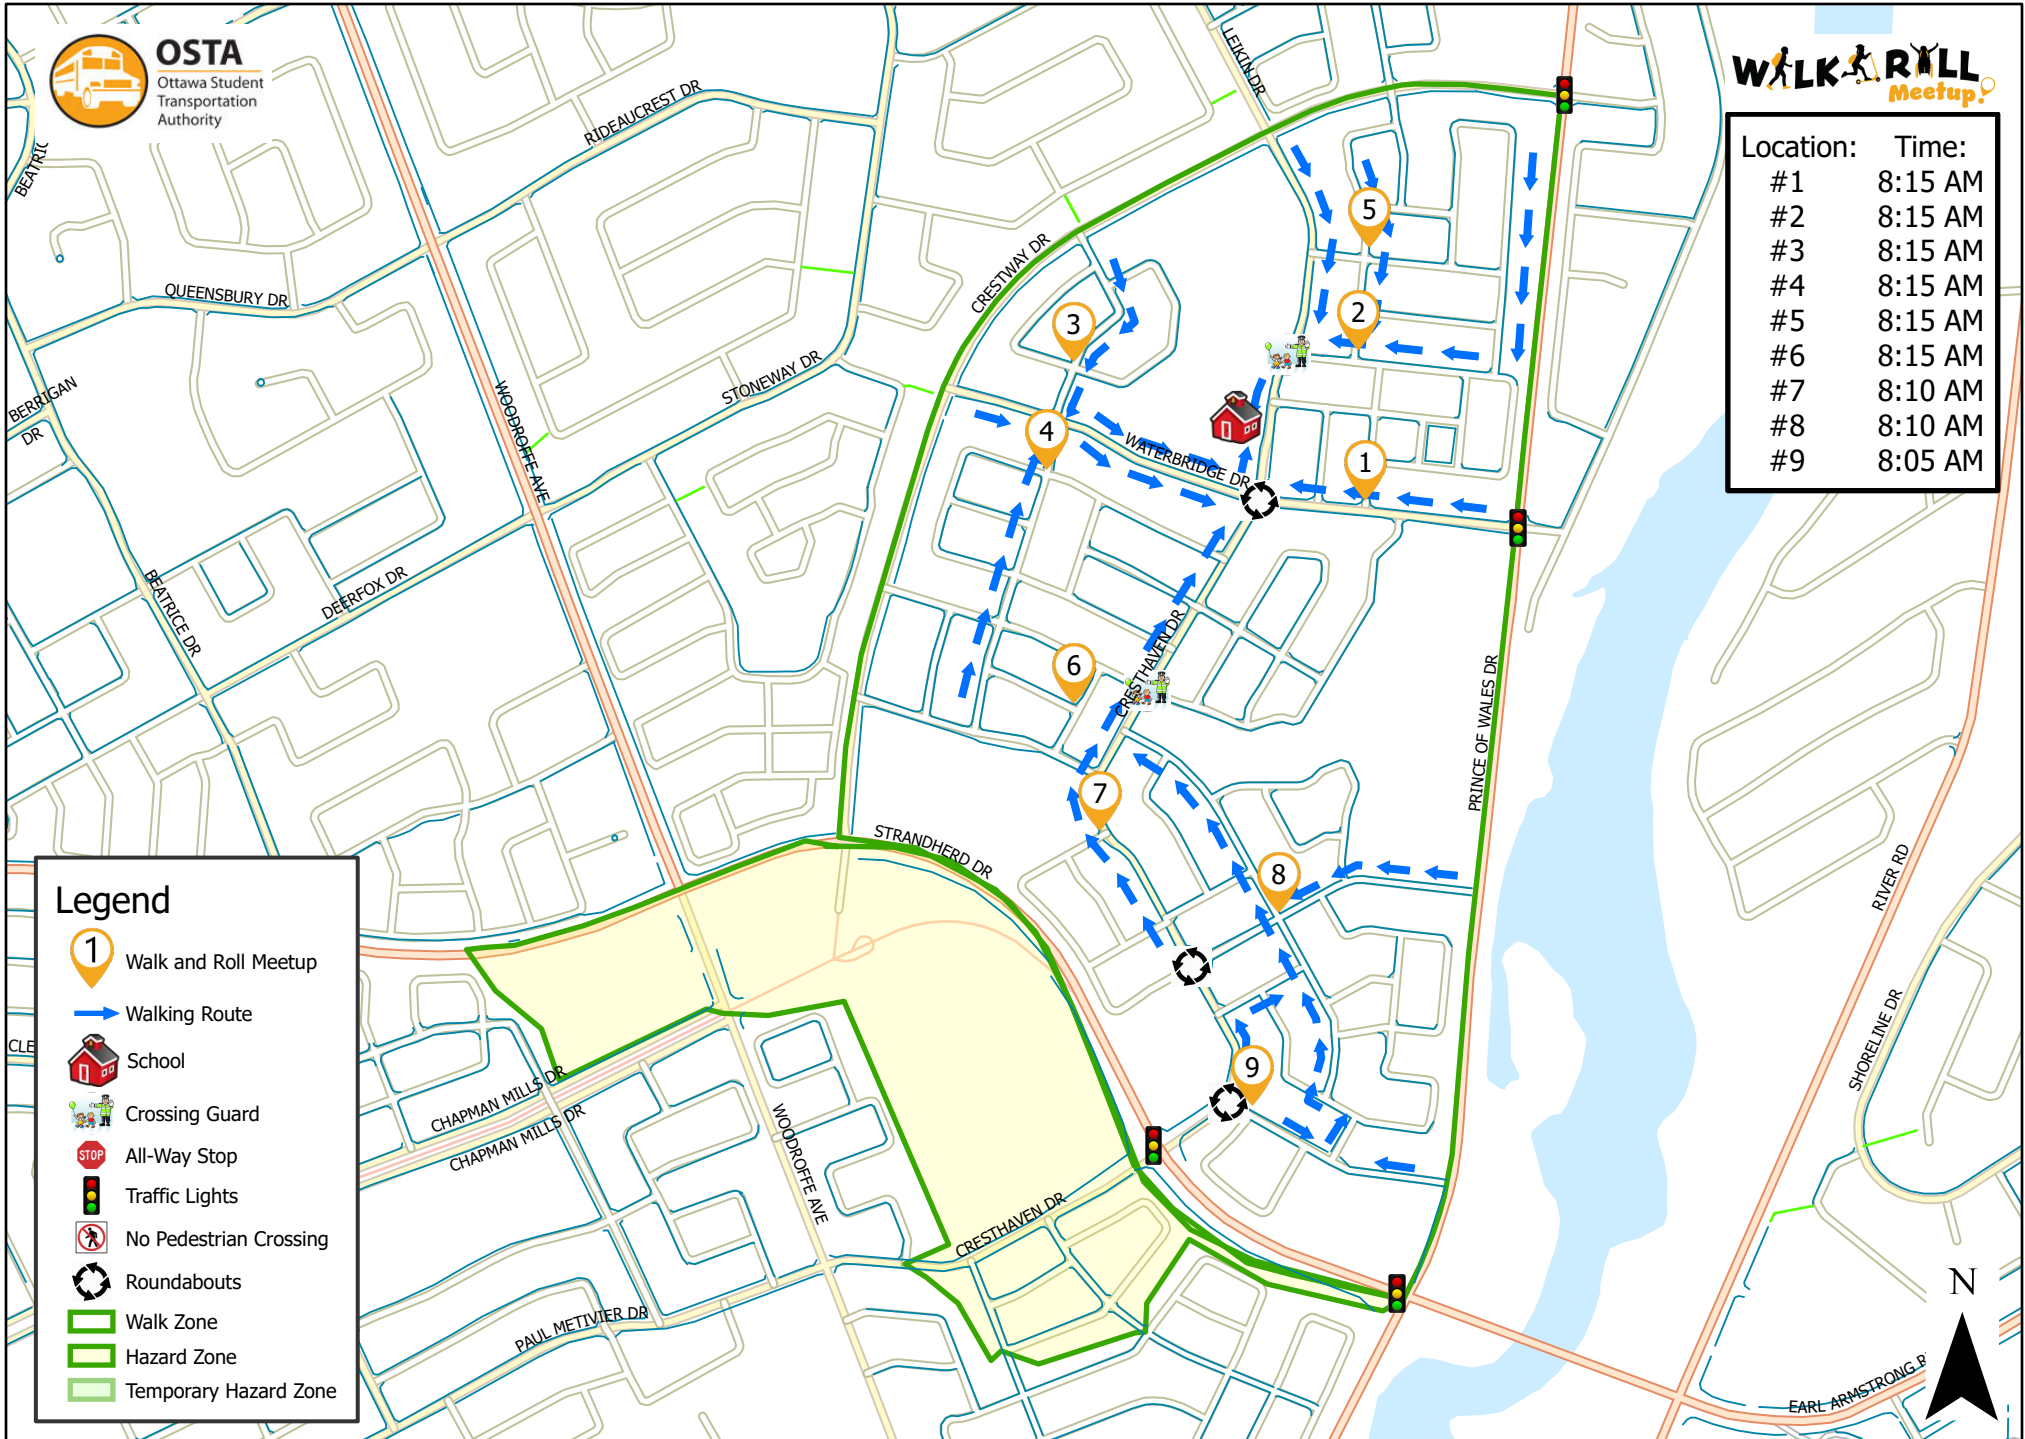 OSTA
Ottawa Student
Transportation
Authority
WALK & ROLL
Meetup!
Location: Time:
#1 8:15 AM
#2 8:15 AM
#3 8:15 AM
#4 8:15 AM
#5 8:15 AM
#6 8:15 AM
#7 8:10 AM
#8 8:10 AM
#9 8:05 AM
LEIKIN DR
RIDEAUCREST DR
BEATRIC
CRESTWAY DR
QUEENSBURY DR
STONEWAY DR
WOODROFFE AVE
BERRIGAN
DR
WATERBRIDGE DR
DEERFOX DR
BEATRICE DR
CRESTHAVEN DR
PRINCE OF WALES DR
STRANDHERD DR
RIVER RD
SHORELINE DR
CLE
CHAPMAN MILLS DR
CHAPMAN MILLS DR
WOODROFFE AVE
CRESTHAVEN DR
PAUL METIVIER DR
EARL ARMSTRONG R
5
3
2
4
1
6
7
8
9
Legend
1 Walk and Roll Meetup
Walking Route
School
Crossing Guard
STOP All-Way Stop
Traffic Lights
No Pedestrian Crossing
Roundabouts
Walk Zone
Hazard Zone
Temporary Hazard Zone
N